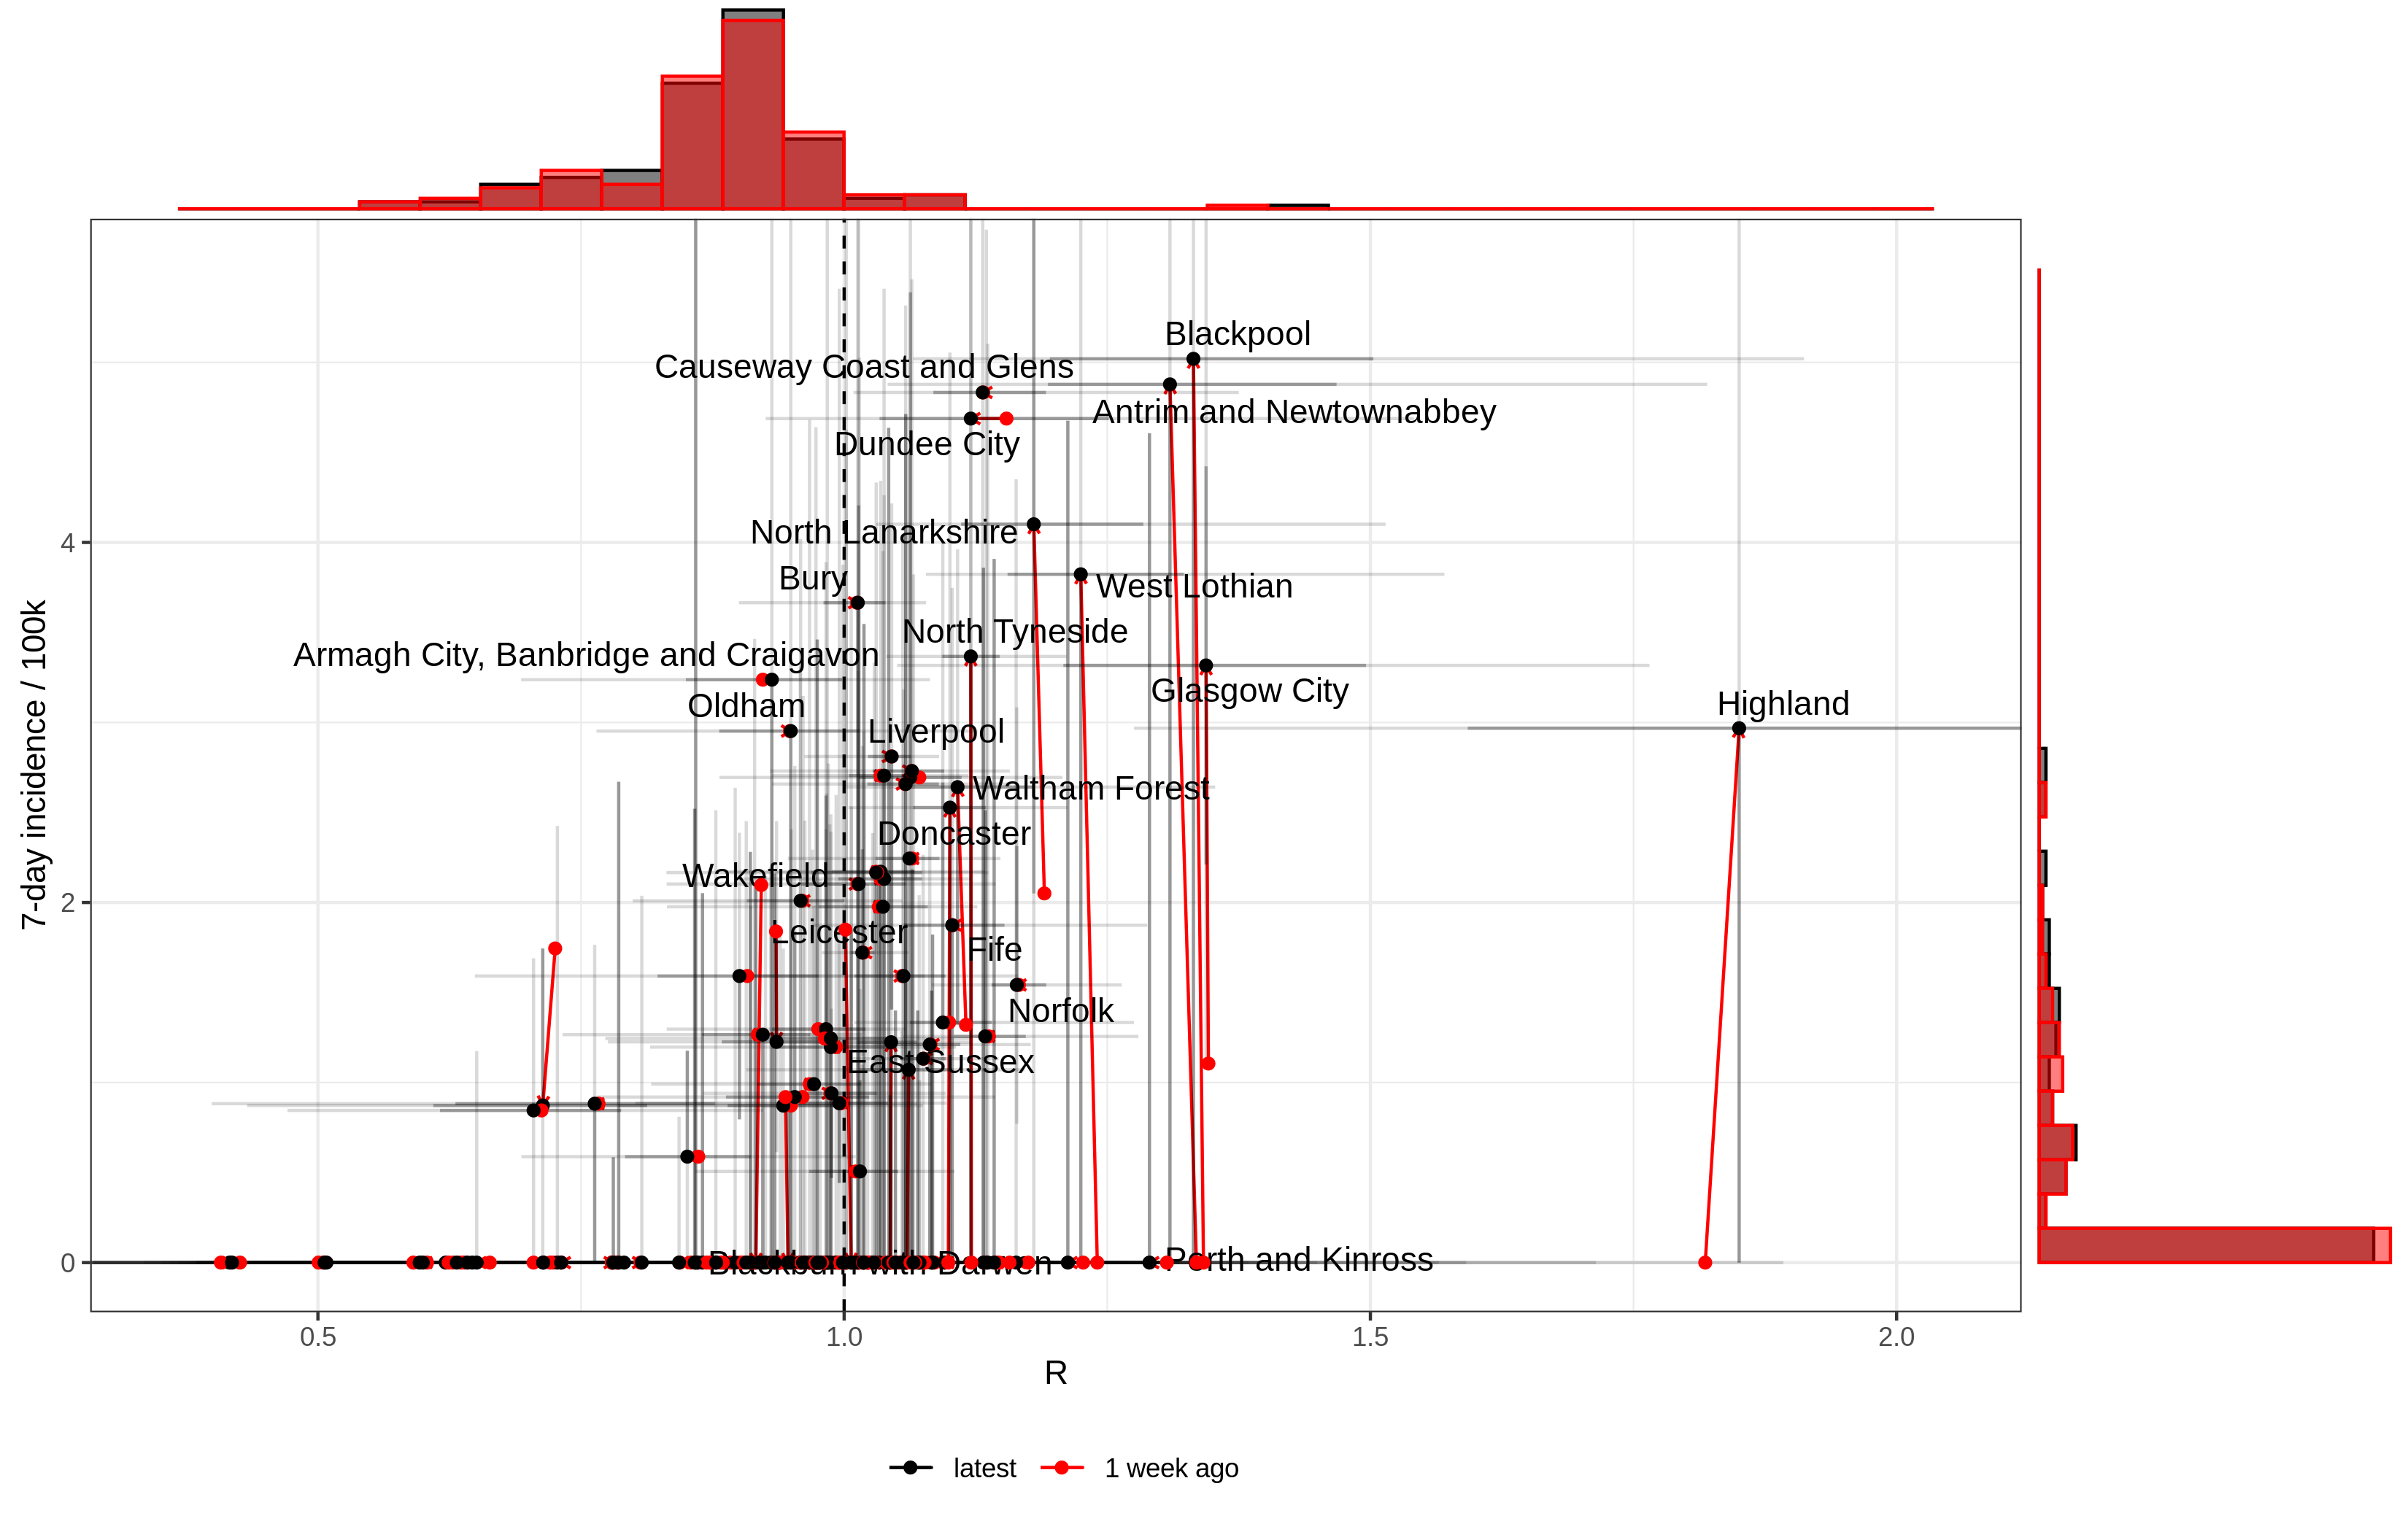 Blackpool
Causeway Coast and Glens
Antrim and Newtownabbey
Dundee City
North Lanarkshire
Bury
West Lothian
North Tyneside
Armagh City, Banbridge and Craigavon
Glasgow City
Oldham
Highland
Liverpool
Waltham Forest
Doncaster
Wakefield
Leicester
Fife
Norfolk
East Sussex
Blackburn with Darwen
Perth and Kinross
4
2
0
7-day incidence / 100k
0.5
1.0
1.5
2.0
R
latest
1 week ago